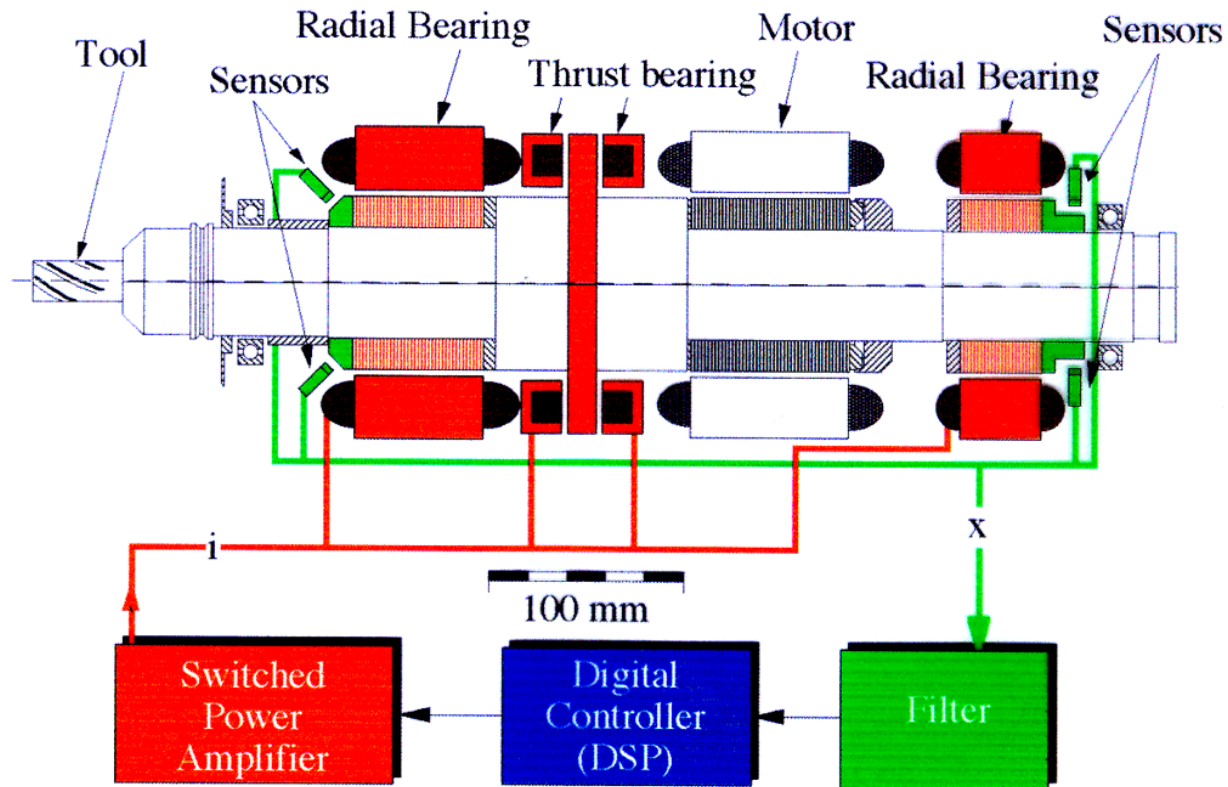 Radial Bearing
Motor
Sensors
Tool
Sensors
Thrust bearing
Radial Bearing
i
x
100 mm
Switched
Power
Amplifier
Digital
Controller
(DSP)
Filter